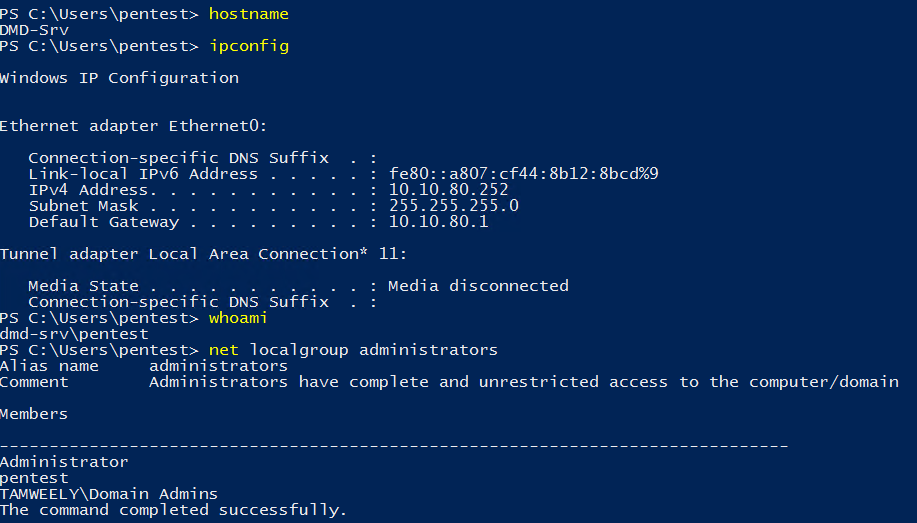 PS C:\Users\pentest> hostname
DMD-Srv
PS C:\Users\pentest> ipconfig
Windows IP Configuration
Ethernet adapter Ethernet0:
   Connection-specific DNS Suffix  . :
   Link-local IPv6 Address . . . . . : fe80::a807:cf44:8b12:8bcd%9
   IPv4 Address. . . . . . . . . . . : 10.10.80.252
   Subnet Mask . . . . . . . . . . . : 255.255.255.0
   Default Gateway . . . . . . . . . : 10.10.80.1
Tunnel adapter Local Area Connection* 11:
   Media State . . . . . . . . . . . : Media disconnected
   Connection-specific DNS Suffix  . :
PS C:\Users\pentest> whoami
dmd-srv\pentest
PS C:\Users\pentest> net localgroup administrators
Alias name     administrators
Comment        Administrators have complete and unrestricted access to the computer/domain
Members
-------------------------------------------------------------------------------
Administrator
pentest
TAMWEELY\Domain Admins
The command completed successfully.